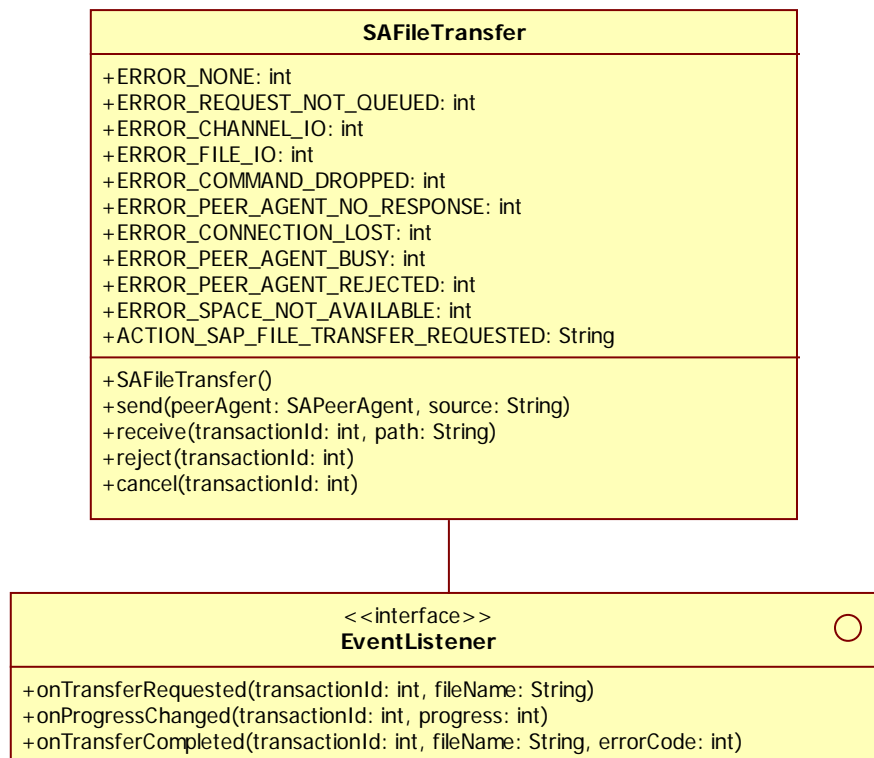 SAFileTransfer
+ERROR_NONE: int
+ERROR_REQUEST_NOT_QUEUED: int
+ERROR_CHANNEL_IO: int
+ERROR_FILE_IO: int
+ERROR_COMMAND_DROPPED: int
+ERROR_PEER_AGENT_NO_RESPONSE: int
+ERROR_CONNECTION_LOST: int
+ERROR_PEER_AGENT_BUSY: int
+ERROR_PEER_AGENT_REJECTED: int
+ERROR_SPACE_NOT_AVAILABLE: int
+ACTION_SAP_FILE_TRANSFER_REQUESTED: String
+SAFileTransfer()
+send(peerAgent: SAPeerAgent, source: String)
+receive(transactionId: int, path: String)
+reject(transactionId: int)
+cancel(transactionId: int)
<<interface>>
EventListener
+onTransferRequested(transactionId: int, fileName: String)
+onProgressChanged(transactionId: int, progress: int)
+onTransferCompleted(transactionId: int, fileName: String, errorCode: int)